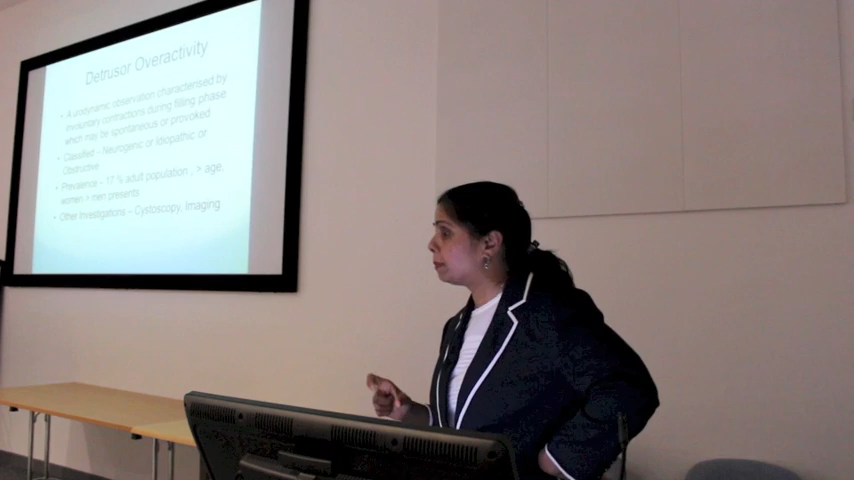 Detrusor Overactivity
• A urodynamic observation characterised by
involuntary contractions during filling phase
which may be spontaneous or provoked
• Classified – Neurogenic or Idiopathic or
Obstructive
• Prevalence – 17 % adult population , > age,
women > men presents
• Other Investigations – Cystoscopy, Imaging